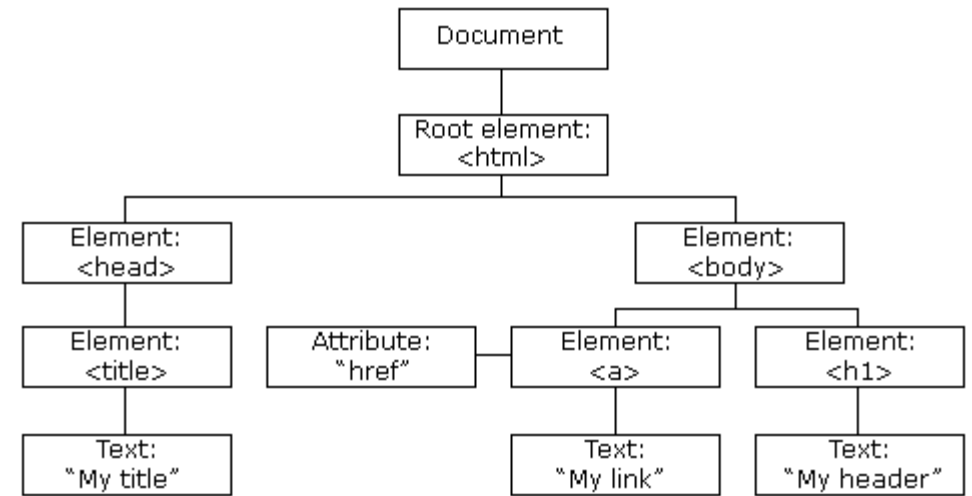 Document
Root element:
<html>
Element:
<head>
Element:
<body>
Element:
<title>
Attribute:
“href”
Element:
<a>
Element:
<h1>
Text:
“My title”
Text:
“My link”
Text:
“My header”